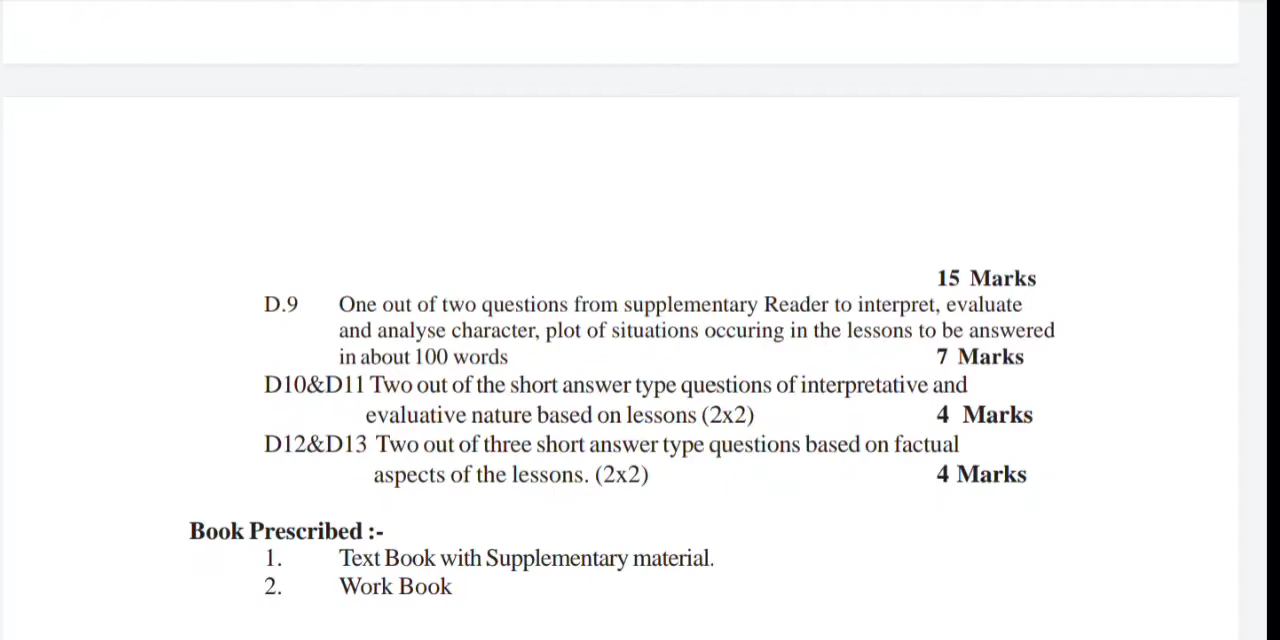 15 Marks
D.9 One out of two questions from supplementary Reader to interpret, evaluate
and analyse character, plot of situations occuring in the lessons to be answered
in about 100 words 7 Marks
D10&D11 Two out of the short answer type questions of interpretative and
evaluative nature based on lessons (2x2) 4 Marks
D12&D13 Two out of three short answer type questions based on factual
aspects of the lessons. (2x2) 4 Marks
Book Prescribed :-
1. Text Book with Supplementary material.
2. Work Book